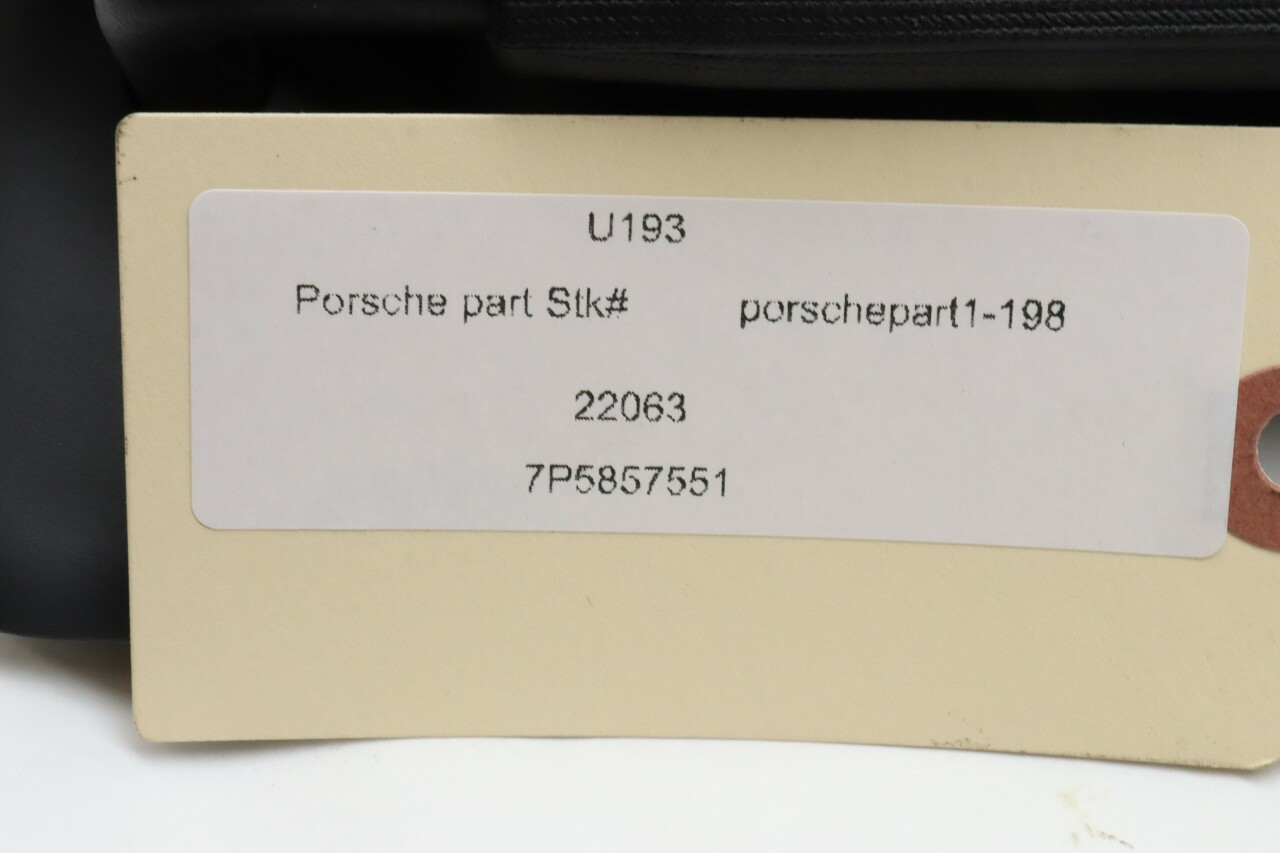 U193
Porsche part Stk# porschepart1-198
22063
7P5857551